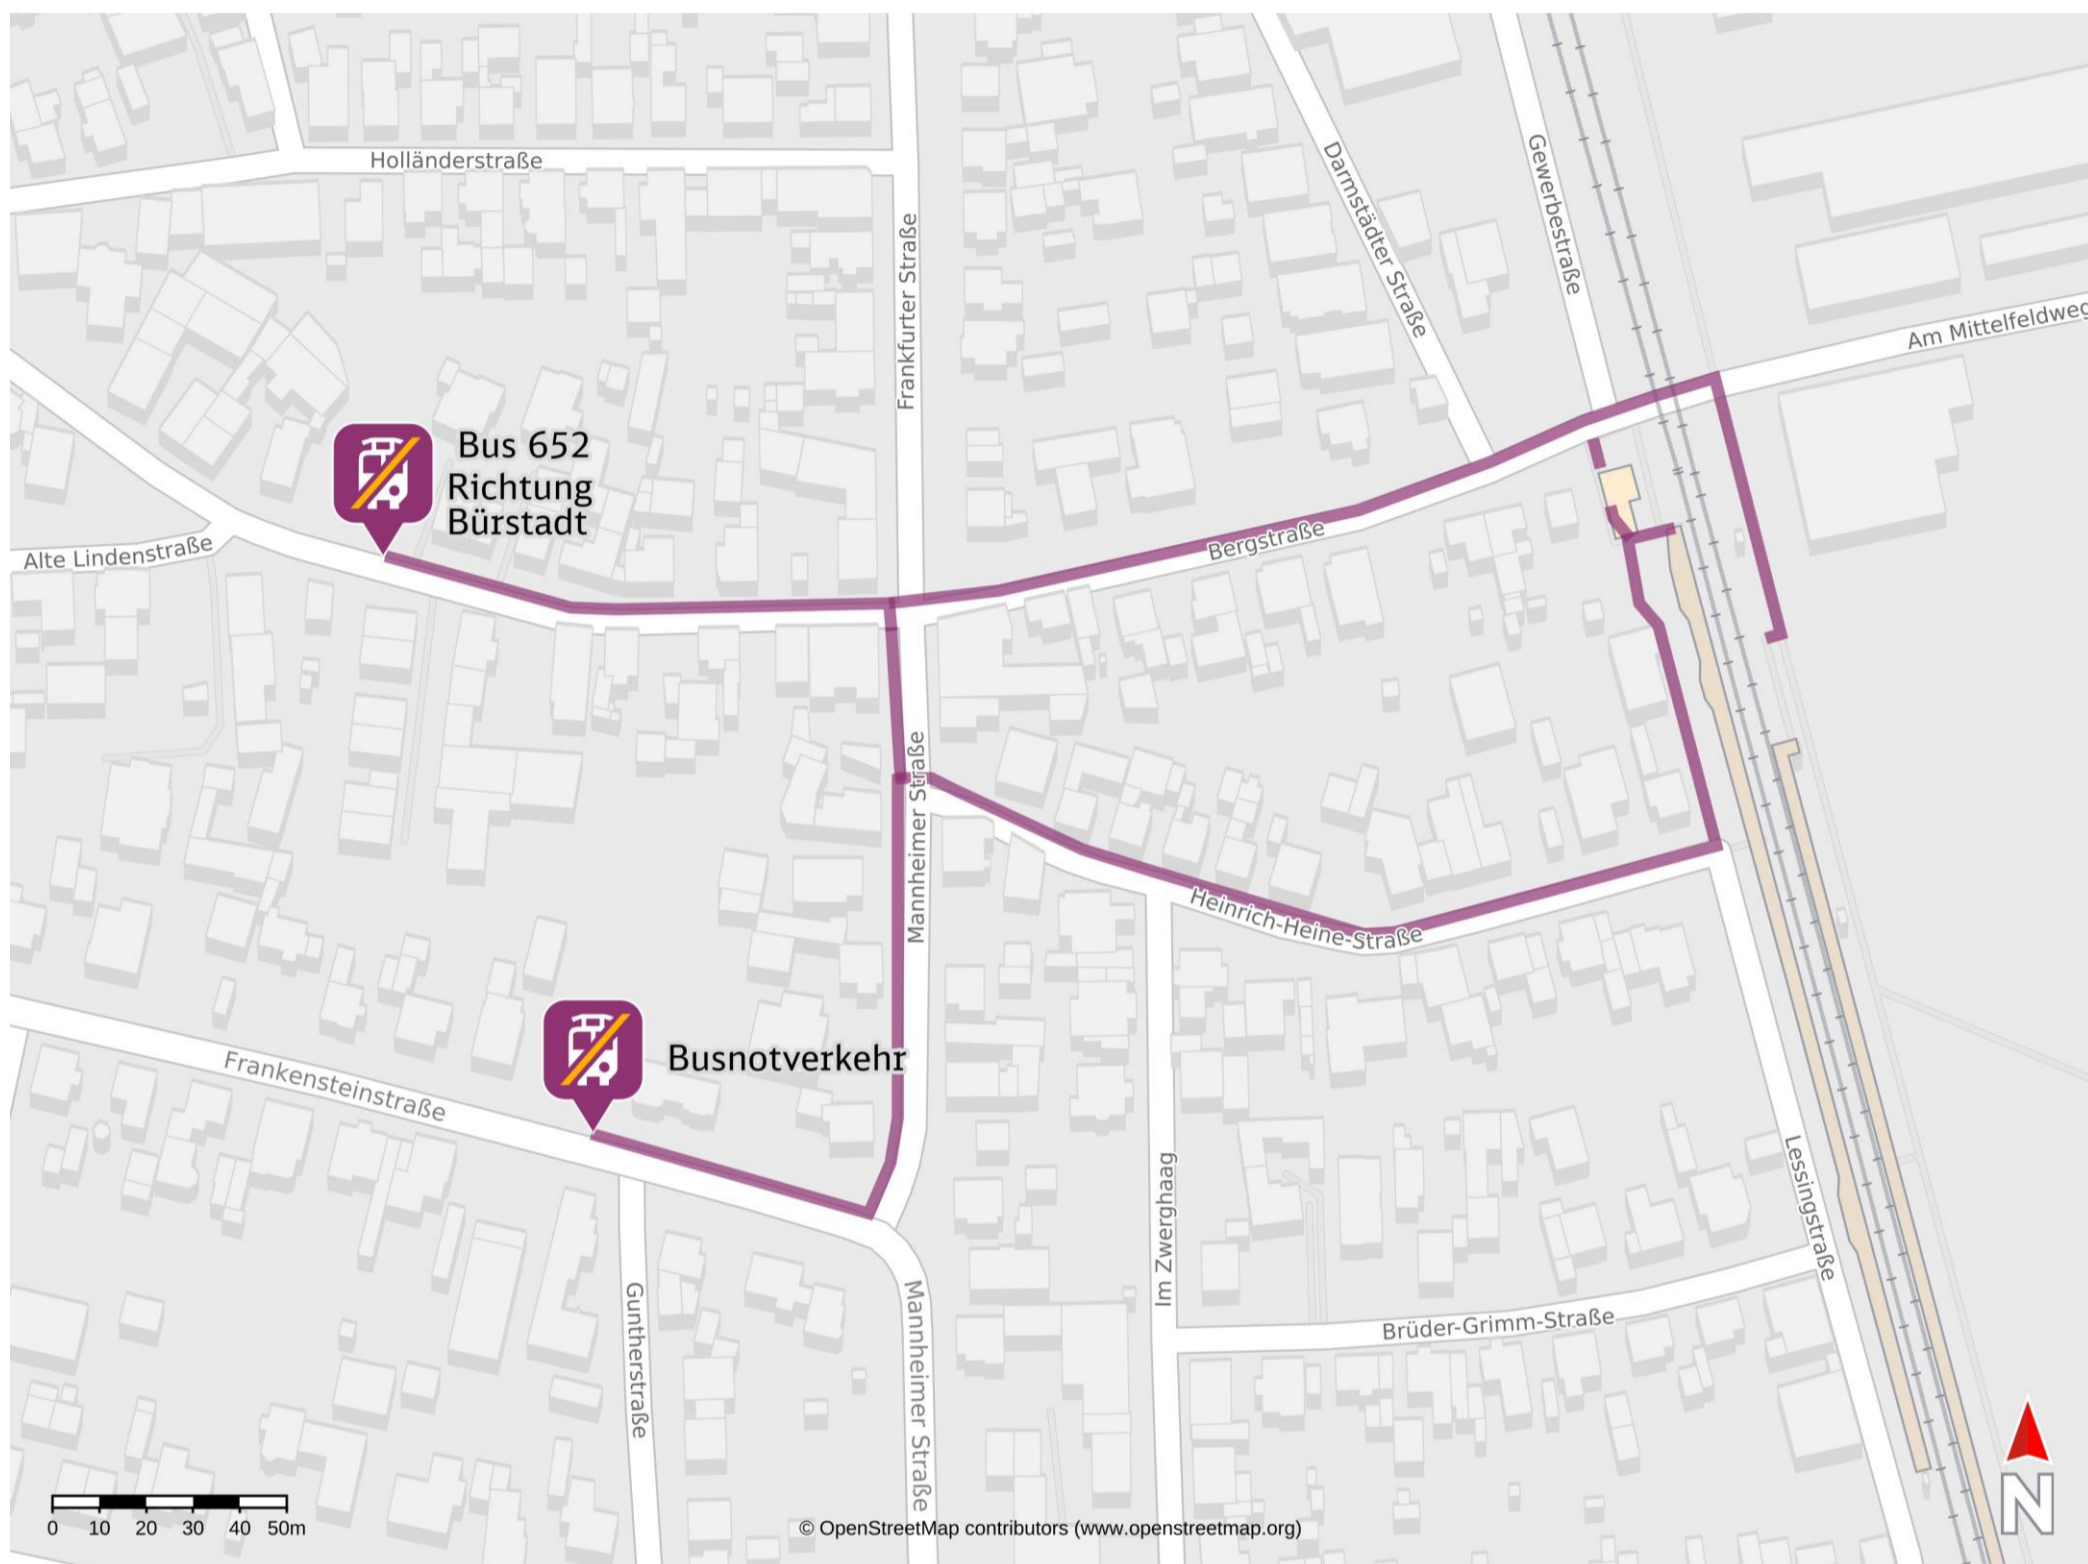 Holländerstraße
Frankfurter Straße
Darmstädter Straße
Gewerbestraße
Am Mittelfeldweg
Bus 652
Richtung
Bürstadt
Alte Lindenstraße
Bergstraße
Mannheimer Straße
Heinrich-Heine-Straße
Busnotverkehr
Frankensteinstraße
Im Zwerghaag
Lessingstraße
Guntherstraße
Mannheimer Straße
Brüder-Grimm-Straße
0 10 20 30 40 50m
© OpenStreetMap contributors (www.openstreetmap.org)
N